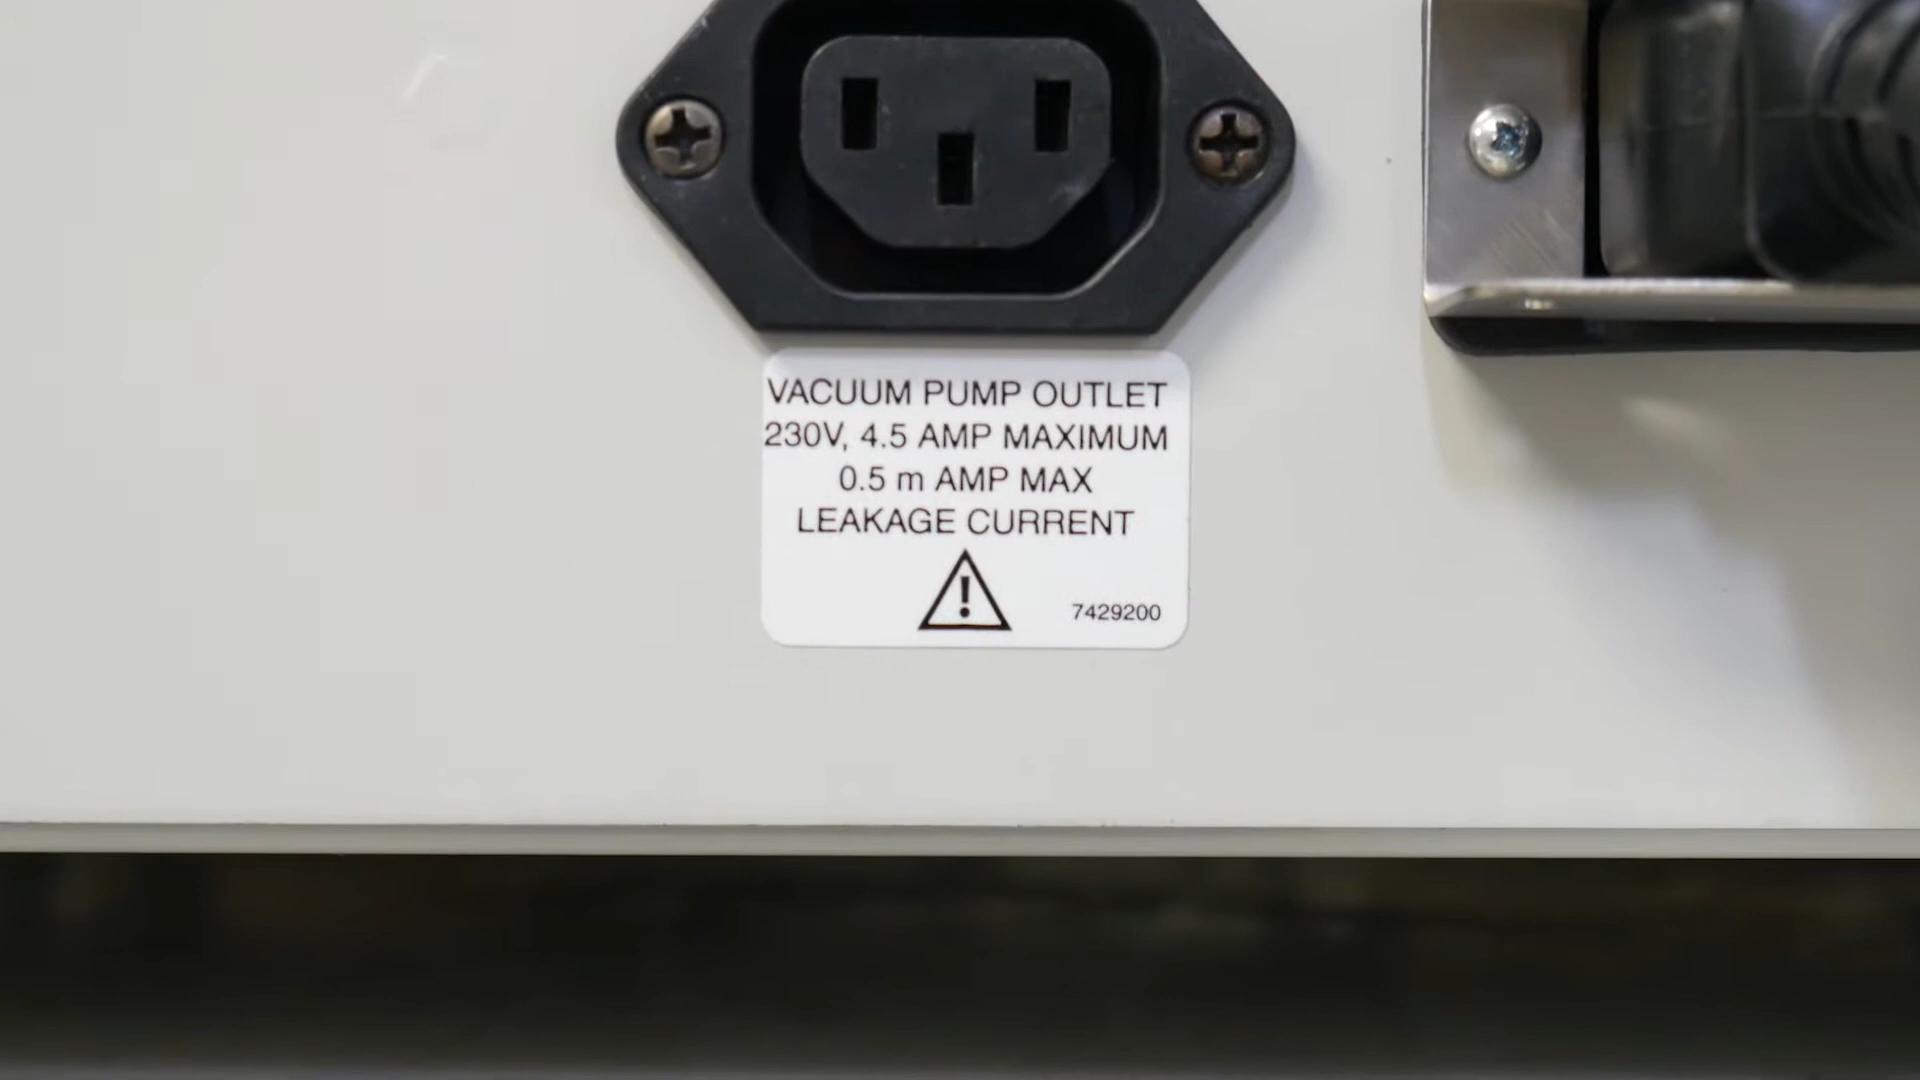 VACUUM PUMP OUTLET
230V, 4.5 AMP MAXIMUM
0.5 m AMP MAX
LEAKAGE CURRENT
!
7429200